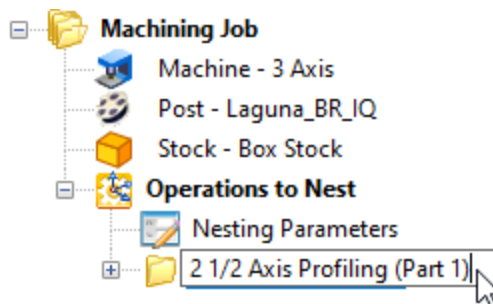 Machining Job
Machine - 3 Axis
Post - Laguna_BR_IQ
Stock - Box Stock
Operations to Nest
Nesting Parameters
2 1/2 Axis Profiling (Part 1)